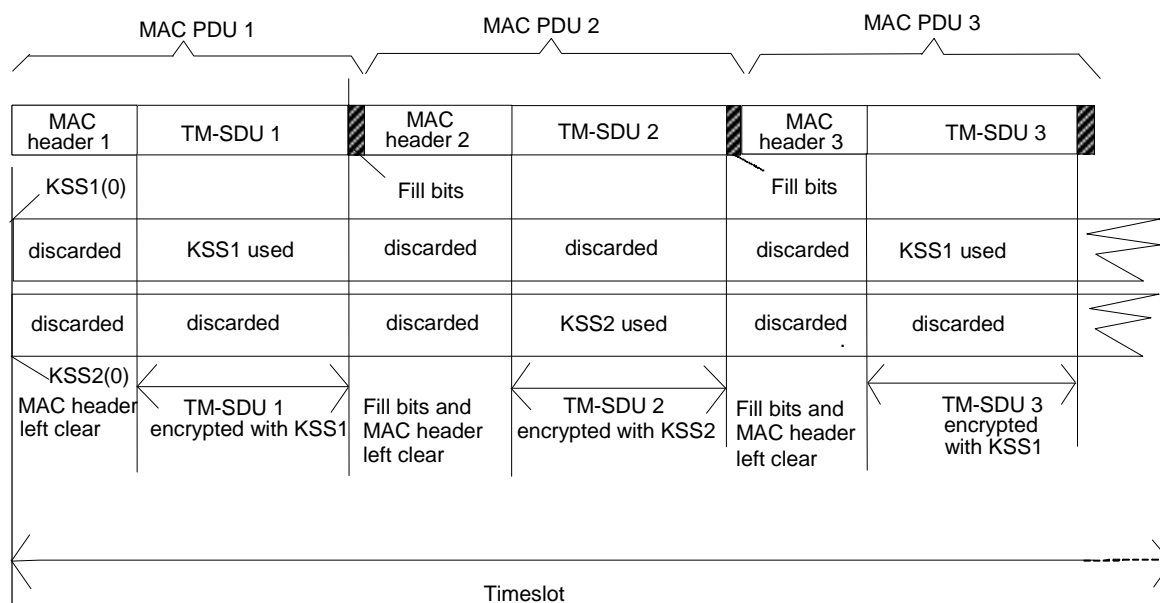 MAC PDU 1
MAC PDU 2
MAC PDU 3
MAC
header 1
TM-SDU 1
MAC
header 2
TM-SDU 2
MAC
header 3
TM-SDU 3
KSS1(0)
Fill bits
Fill bits
discarded
KSS1 used
discarded
discarded
discarded
KSS1 used
discarded
discarded
discarded
KSS2 used
discarded
discarded
KSS2(0)
MAC header
left clear
TM-SDU 1
encrypted with KSS1
Fill bits and
MAC header
left clear
TM-SDU 2
encrypted with KSS2
Fill bits and
MAC header
left clear
TM-SDU 3
encrypted
with KSS1
Timeslot